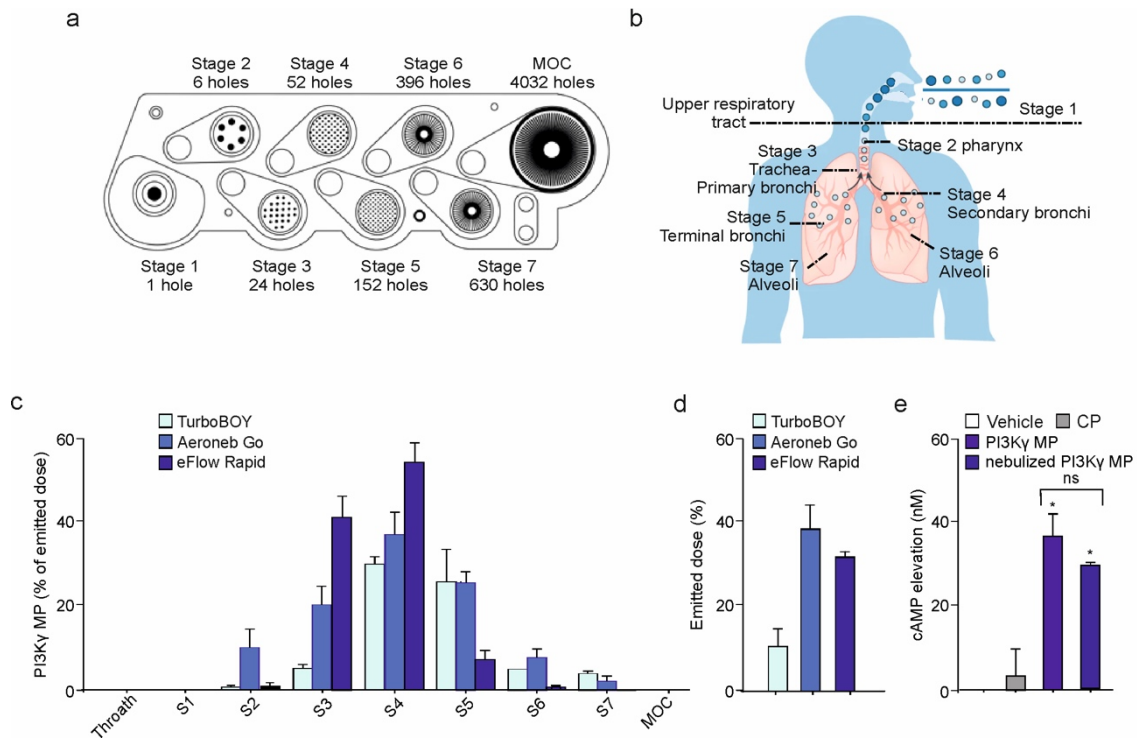 a
Stage 2
6 holes
Stage 4
52 holes
Stage 6
396 holes
MOC
4032 holes
Stage 1
1 hole
Stage 3
24 holes
Stage 5
152 holes
Stage 7
630 holes
b
Upper respiratory
tract
Stage 1
Stage 2 pharynx
Stage 3
Trachea-
Primary bronchi
Stage 4
Secondary bronchi
Stage 5
Terminal bronchi
Stage 6
Alveoli
Stage 7
Alveoli
c
TurboBOY
Aeroneb Go
eFlow Rapid
PI3Kγ MP (% of emitted dose)
60
40
20
0
Throath
S1
S2
S3
S4
S5
S6
S7
MOC
d
TurboBOY
Aeroneb Go
eFlow Rapid
Emitted dose (%)
60
40
20
0
e
Vehicle
CP
PI3Kγ MP
nebulized PI3Kγ MP
ns
*
*
cAMP elevation (nM)
60
40
20
0